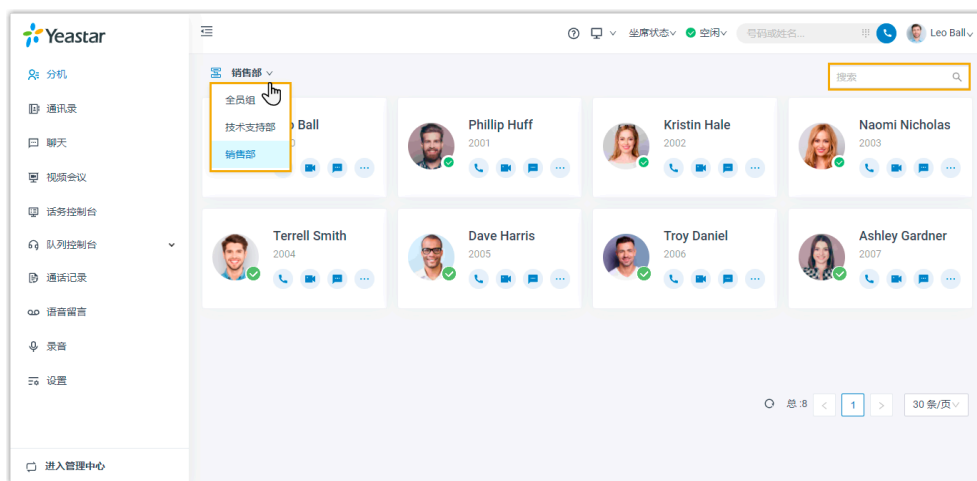 Yeastar
坐席状态
空闲
号码或姓名...
Leo Ball
分机
通讯录
聊天
视频会议
话务控制台
队列控制台
通话记录
语音留言
录音
设置
进入管理中心
销售部
搜索
全员组
技术支持部
销售部
Ball
Phillip Huff
2001
Kristin Hale
2002
Naomi Nicholas
2003
Terrell Smith
2004
Dave Harris
2005
Troy Daniel
2006
Ashley Gardner
2007
总:8
1
30 条/页